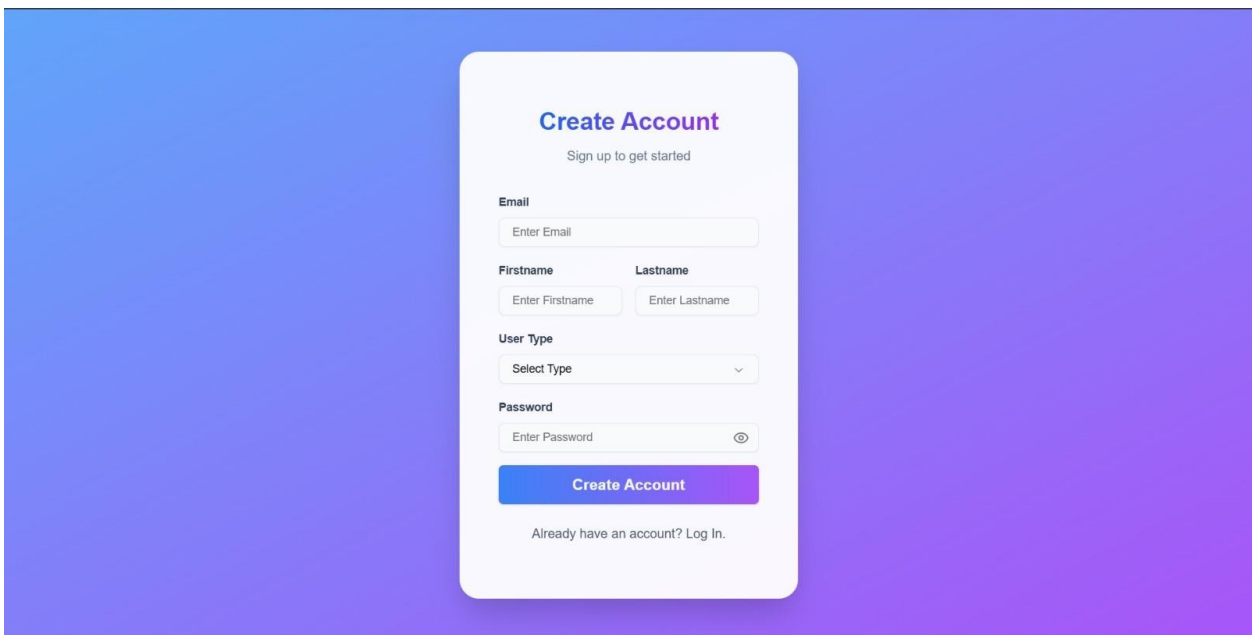 Create Account
Sign up to get started
Email
Enter Email
Firstname Lastname
Enter Firstname Enter Lastname
User Type
Select Type
Password
Enter Password
Create Account
Already have an account? Log In.